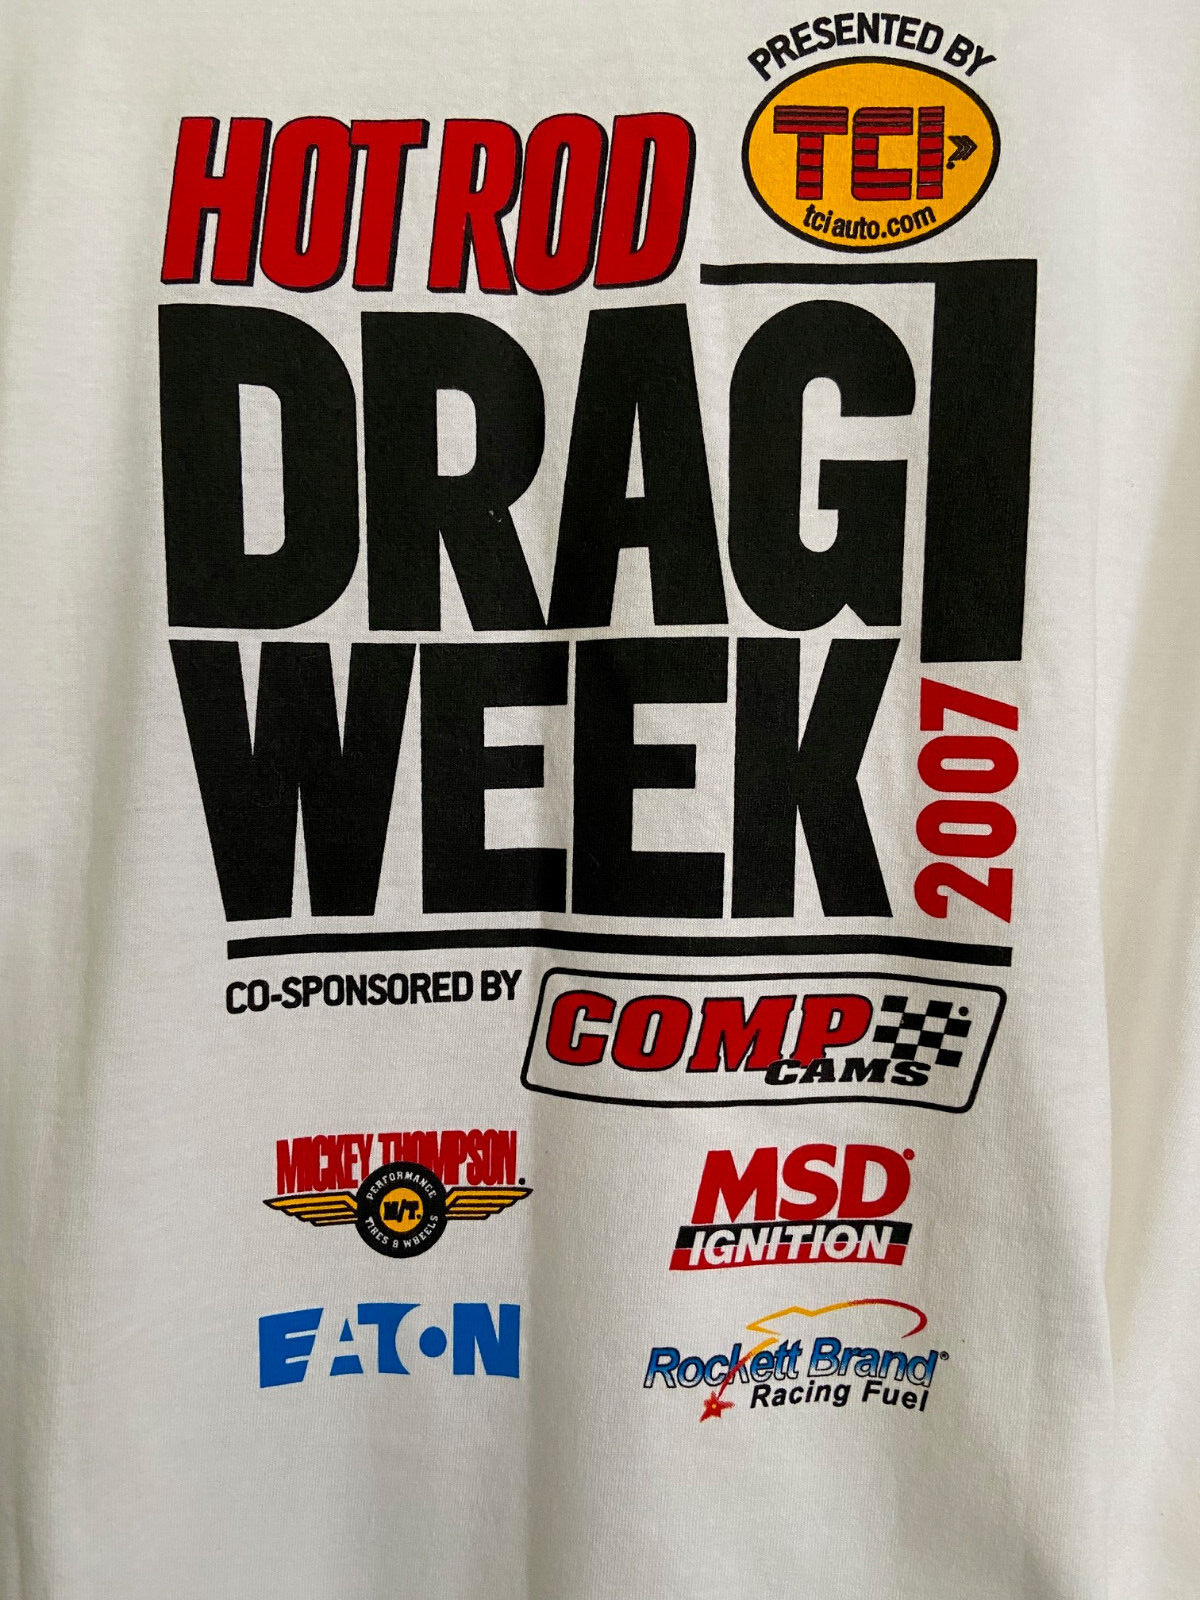 PRESENTED BY
TCI
tciauto.com
HOT ROD
DRAG
WEEK
2007
CO-SPONSORED BY
COMP
CAMS
MICKEY THOMPSON®
PERFORMANCE
M/T.
TIRES & WHEELS
MSD®
IGNITION
EATON
Rockett Brand®
Racing Fuel